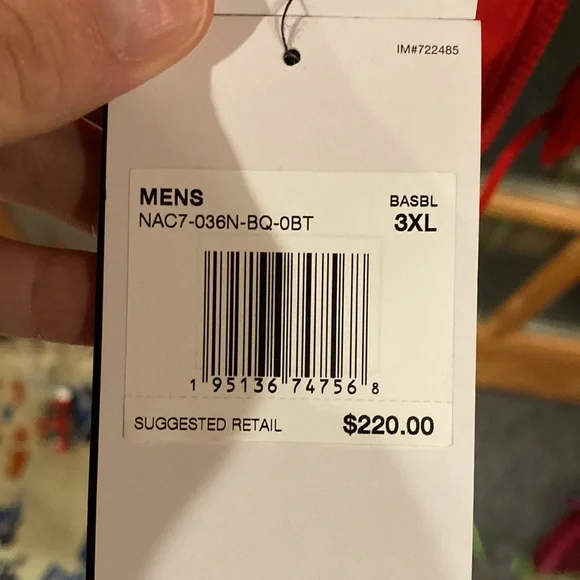 IM#722485
MENS BASBL
NAC7-036N-BQ-0BT 3XL
1 95136 74756 8
SUGGESTED RETAIL $220.00